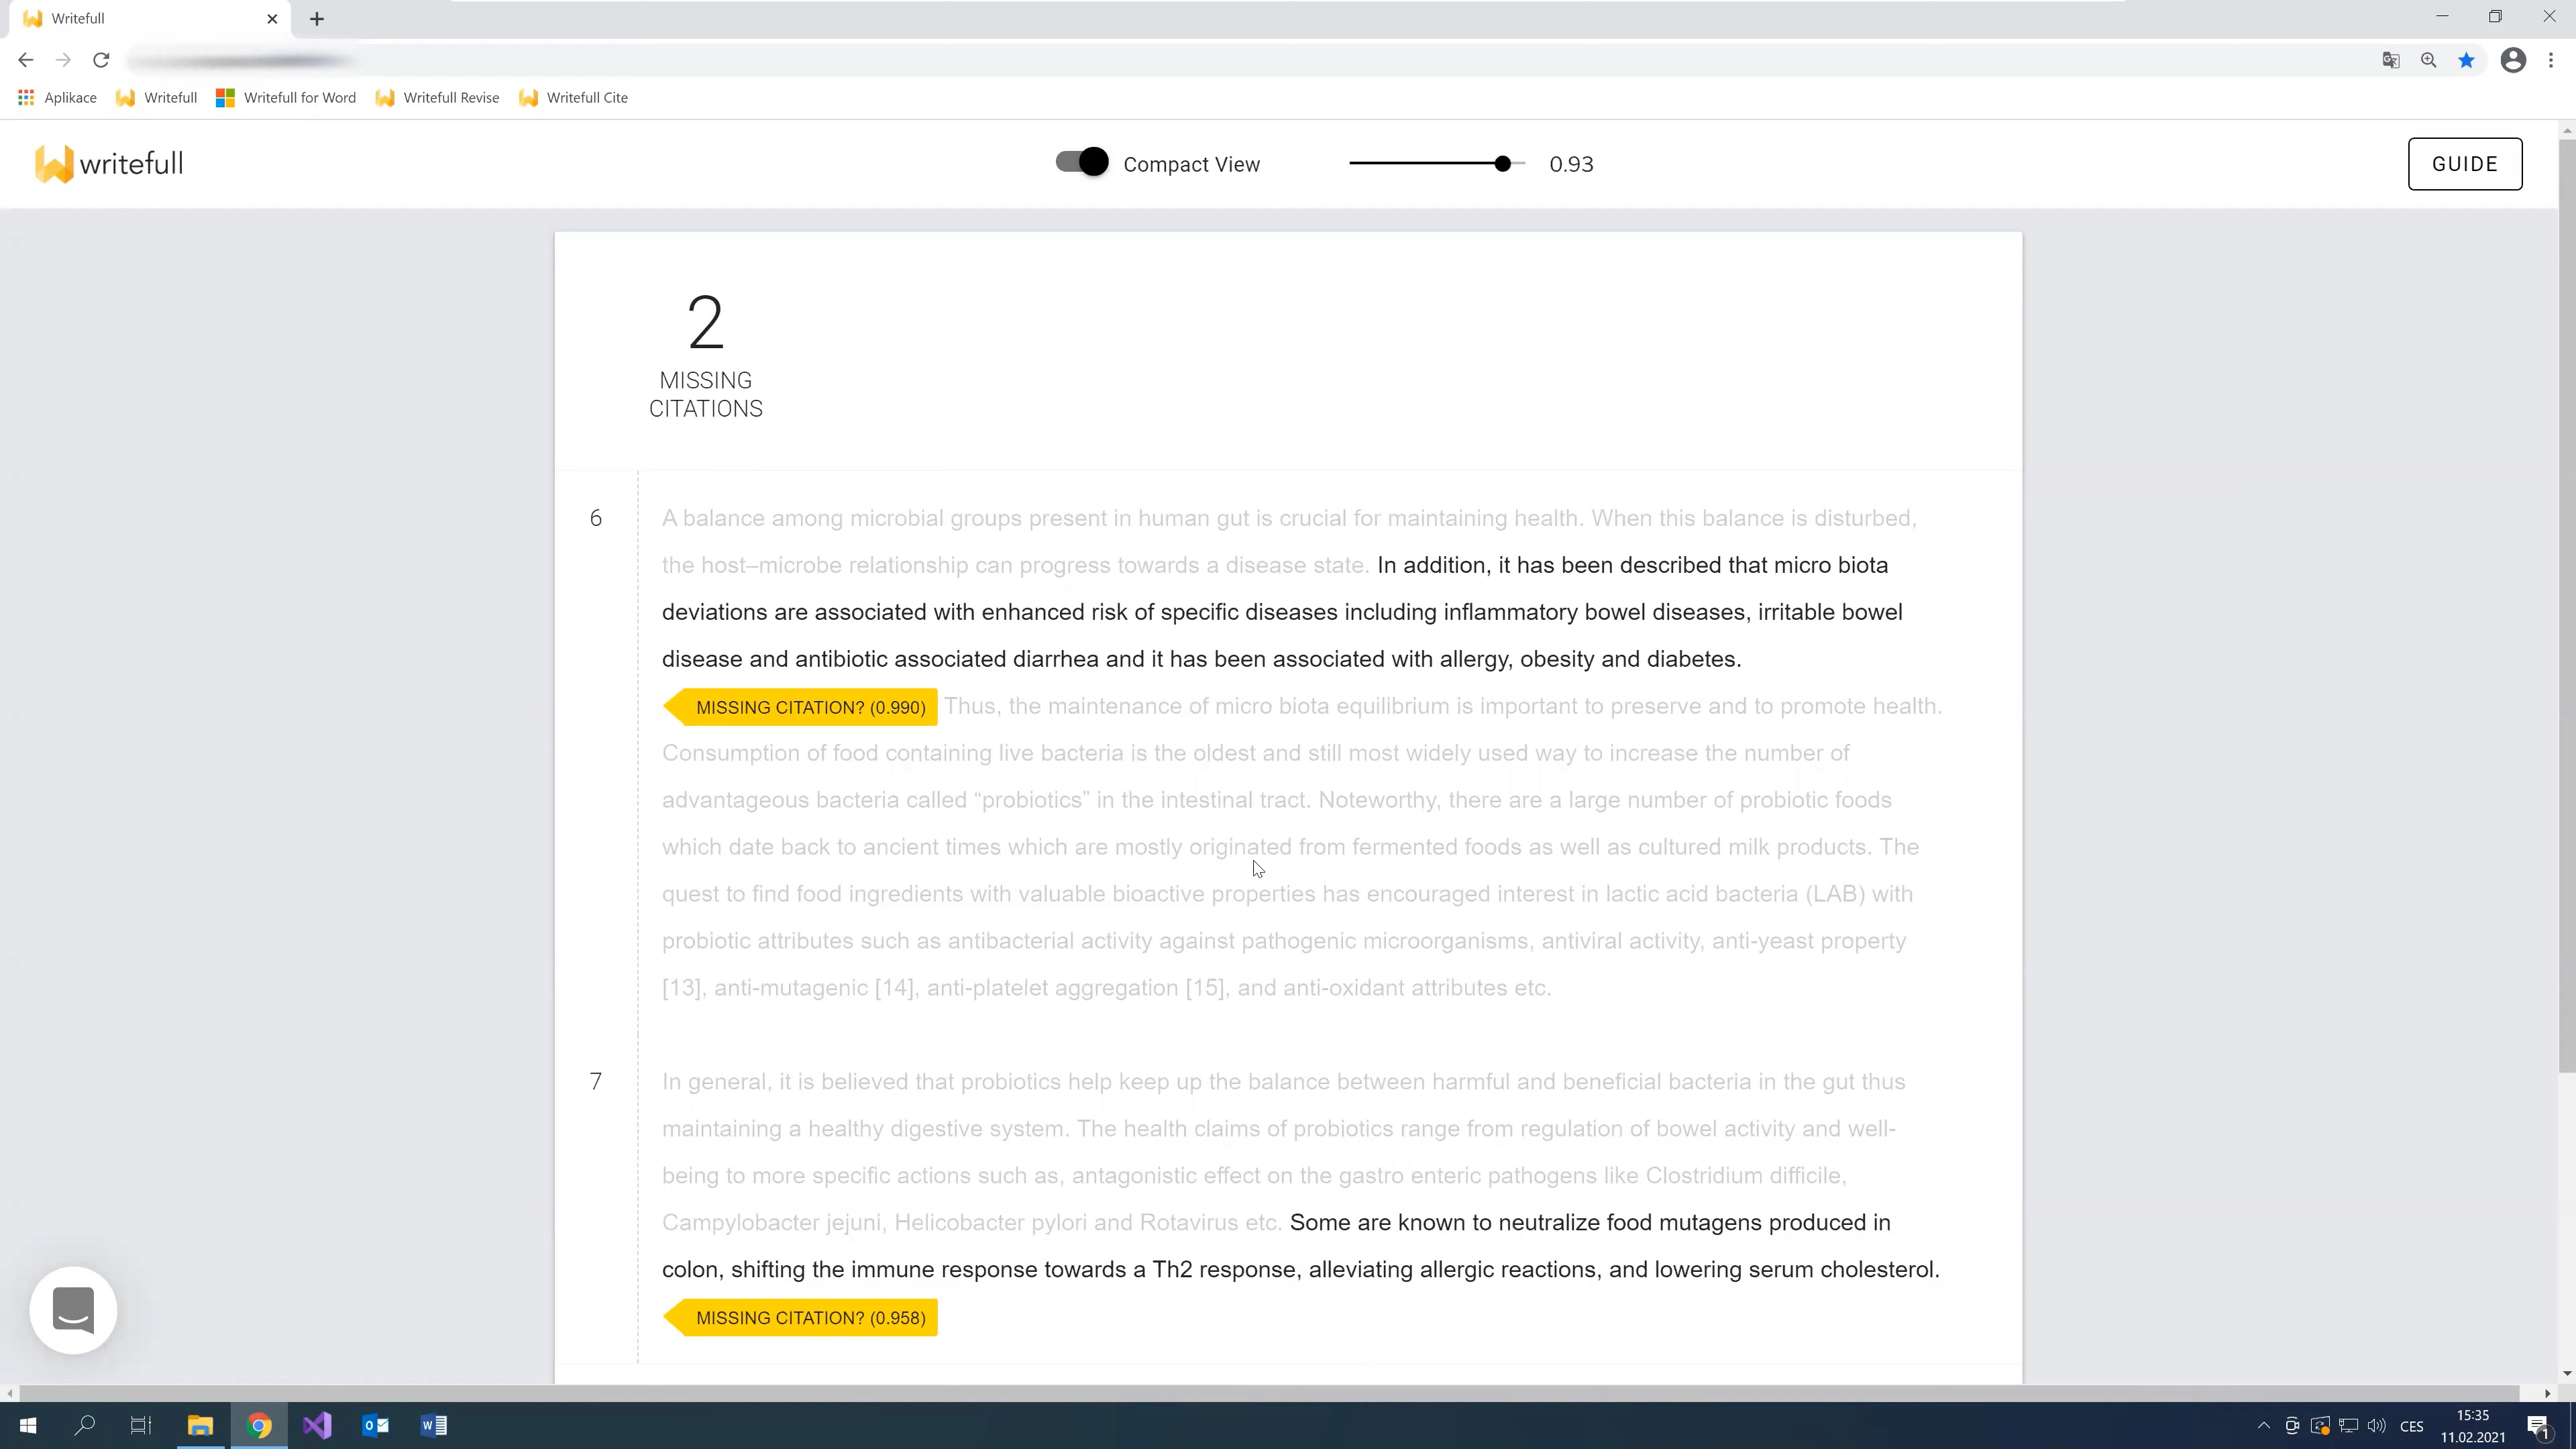 Writefull
Aplikace Writefull Writefull for Word Writefull Revise Writefull Cite
writefull Compact View 0.93 GUIDE
2
MISSING
CITATIONS
6 A balance among microbial groups present in human gut is crucial for maintaining health. When this balance is disturbed,
the host–microbe relationship can progress towards a disease state. In addition, it has been described that micro biota
deviations are associated with enhanced risk of specific diseases including inflammatory bowel diseases, irritable bowel
disease and antibiotic associated diarrhea and it has been associated with allergy, obesity and diabetes.
MISSING CITATION? (0.990) Thus, the maintenance of micro biota equilibrium is important to preserve and to promote health.
Consumption of food containing live bacteria is the oldest and still most widely used way to increase the number of
advantageous bacteria called “probiotics” in the intestinal tract. Noteworthy, there are a large number of probiotic foods
which date back to ancient times which are mostly originated from fermented foods as well as cultured milk products. The
quest to find food ingredients with valuable bioactive properties has encouraged interest in lactic acid bacteria (LAB) with
probiotic attributes such as antibacterial activity against pathogenic microorganisms, antiviral activity, anti-yeast property
[13], anti-mutagenic [14], anti-platelet aggregation [15], and anti-oxidant attributes etc.
7 In general, it is believed that probiotics help keep up the balance between harmful and beneficial bacteria in the gut thus
maintaining a healthy digestive system. The health claims of probiotics range from regulation of bowel activity and well-
being to more specific actions such as, antagonistic effect on the gastro enteric pathogens like Clostridium difficile,
Campylobacter jejuni, Helicobacter pylori and Rotavirus etc. Some are known to neutralize food mutagens produced in
colon, shifting the immune response towards a Th2 response, alleviating allergic reactions, and lowering serum cholesterol.
MISSING CITATION? (0.958)
CES 15:35
11.02.2021 1